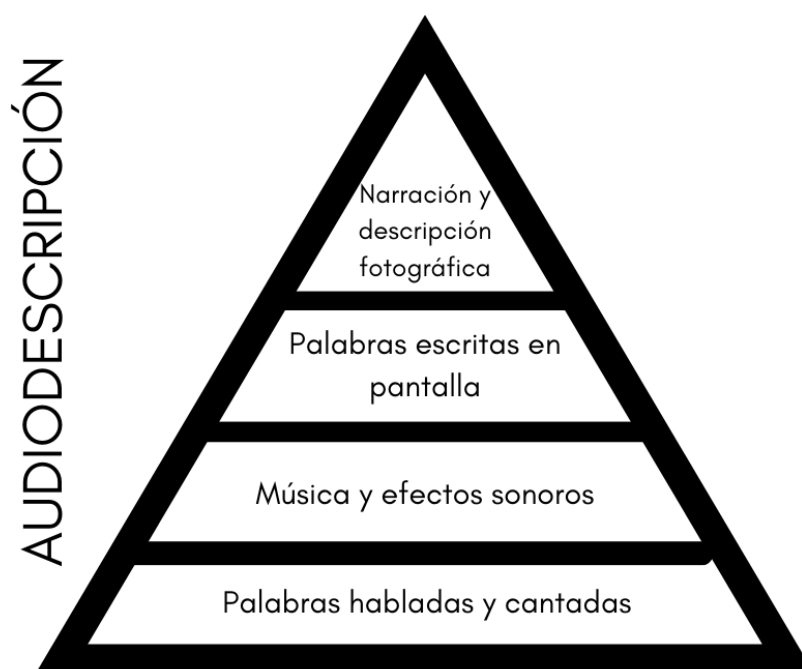 AUDIODESCRIPCIÓN
Narración y
descripción
fotográfica
Palabras escritas en
pantalla
Música y efectos sonoros
Palabras habladas y cantadas